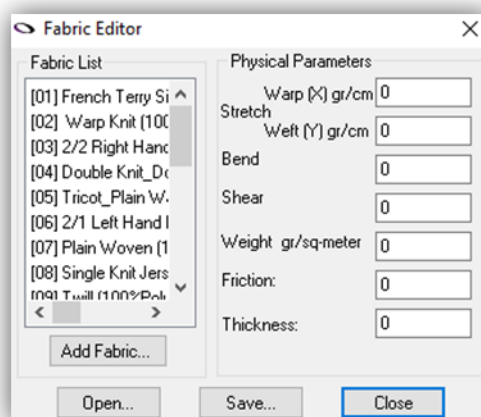 Fabric Editor
Fabric List
[01] French Terry Si
[02] Warp Knit (100
[03] 2/2 Right Hand
[04] Double Knit_Do
[05] Tricot_Plain W
[06] 2/1 Left Hand
[07] Plain Woven (1
[08] Single Knit Jers
[09] Twill (100%Pol
Add Fabric...
Physical Parameters
Warp (X) gr/cm 0
Stretch
Weft (Y) gr/cm 0
Bend 0
Shear 0
Weight gr/sq-meter 0
Friction: 0
Thickness: 0
Open... Save... Close